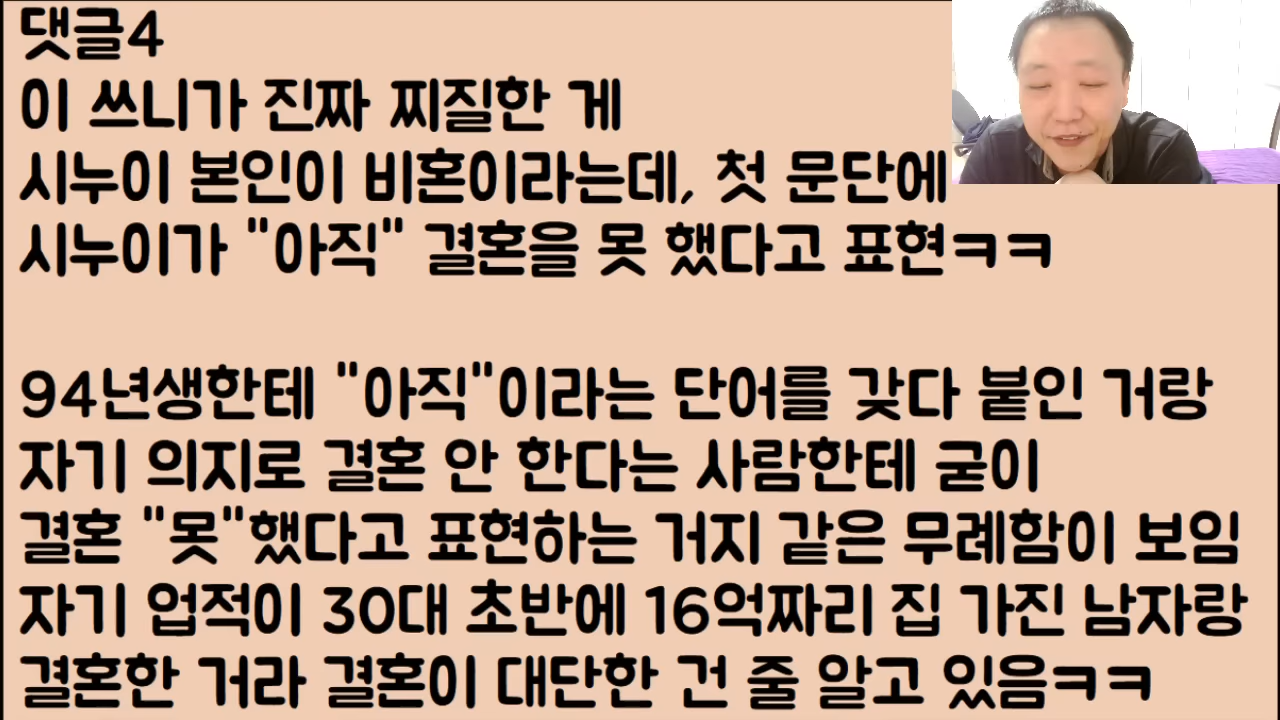 댓글4
이 쓰니가 진짜 찌질한 게
시누이 본인이 비혼이라는데, 첫 문단에
시누이가 "아직" 결혼을 못 했다고 표현ㅋㅋ
94년생한테 "아직"이라는 단어를 갖다 붙인 거랑
자기 의지로 결혼 안 한다는 사람한테 굳이
결혼 "못"했다고 표현하는 거지 같은 무례함이 보임
자기 업적이 30대 초반에 16억짜리 집 가진 남자랑
결혼한 거라 결혼이 대단한 건 줄 알고 있음ㅋㅋ